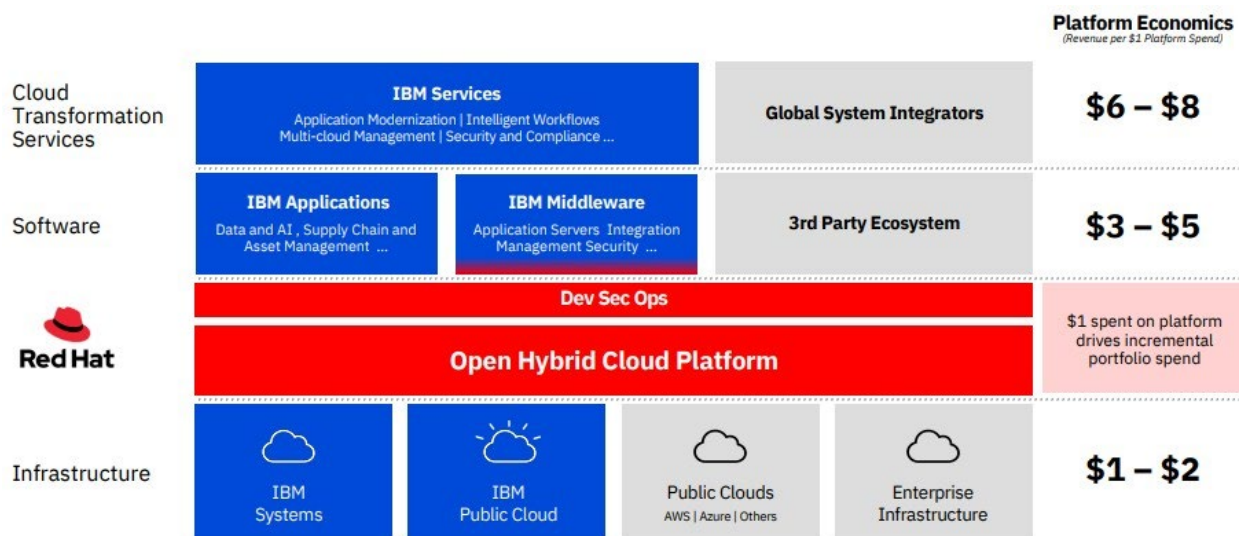 Platform Economics
(Revenue per $1 Platform Spend)
Cloud
Transformation
Services
IBM Services
Application Modernization | Intelligent Workflows
Multi-cloud Management | Security and Compliance ...
Global System Integrators
$6 – $8
Software
IBM Applications
Data and AI , Supply Chain and
Asset Management ...
IBM Middleware
Application Servers Integration
Management Security ...
3rd Party Ecosystem
$3 – $5
Red Hat
Dev Sec Ops
Open Hybrid Cloud Platform
$1 spent on platform
drives incremental
portfolio spend
Infrastructure
IBM
Systems
IBM
Public Cloud
Public Clouds
AWS | Azure | Others
Enterprise
Infrastructure
$1 – $2